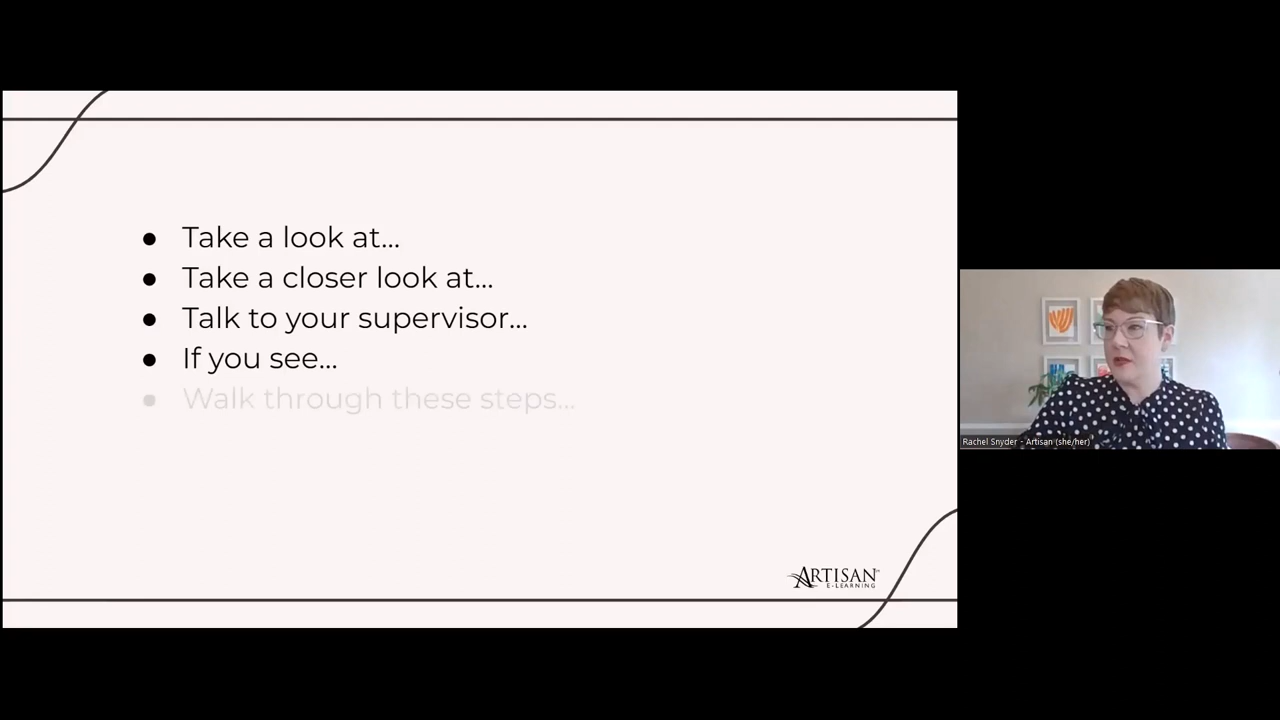 ● Take a look at...
● Take a closer look at...
● Talk to your supervisor...
● If you see...
● Walk through these steps...
ARTISAN
E-LEARNING
Rachel Snyder - Artisan (she/her)